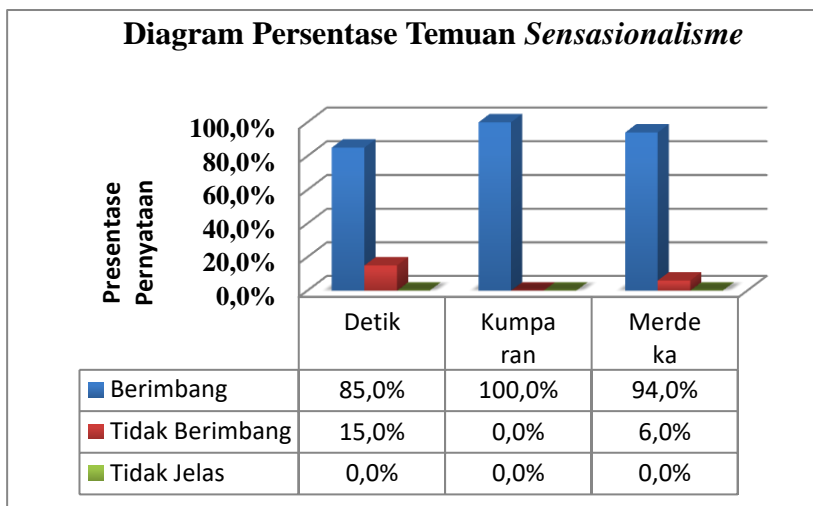 Diagram Persentase Temuan Sensasionalisme
100,0%
80,0%
60,0%
40,0%
20,0%
0,0%
Presentase
Pernyataan
Detik Kumpa Merde
ran ka
Berimbang 85,0% 100,0% 94,0%
Tidak Berimbang 15,0% 0,0% 6,0%
Tidak Jelas 0,0% 0,0% 0,0%